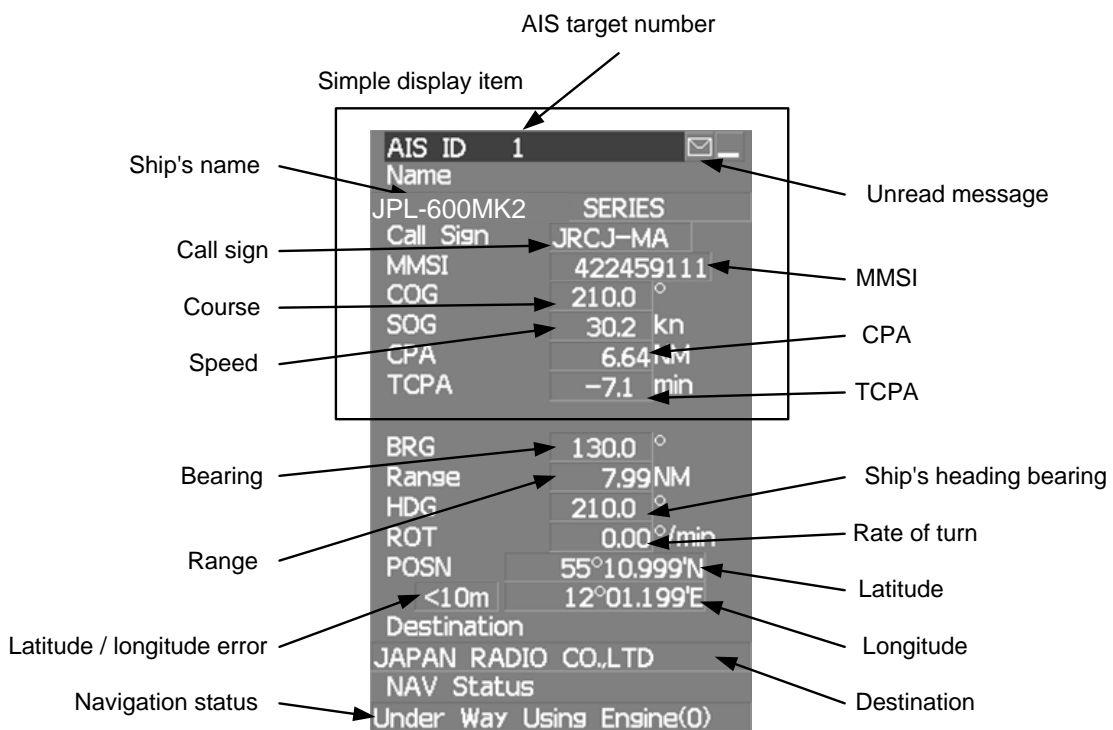 AIS target number
Simple display item
AIS ID 1
Name
Ship's name
Unread message
JPL-600MK2 SERIES
Call Sign JRCJ-MA
Call sign
MMSI 422459111
MMSI
COG 210.0 °
Course
SOG 30.2 kn
CPA
CPA 6.64 NM
Speed
TCPA -7.1 min
TCPA
BRG 130.0 °
Bearing
Range 7.99 NM
Ship's heading bearing
HDG 210.0 °
ROT 0.00 °/min
Rate of turn
Range
POSN 55°10.999'N
Latitude
<10m 12°01.199'E
Destination
Latitude / longitude error
Longitude
JAPAN RADIO CO.,LTD
NAV Status
Navigation status
Destination
Under Way Using Engine(0)